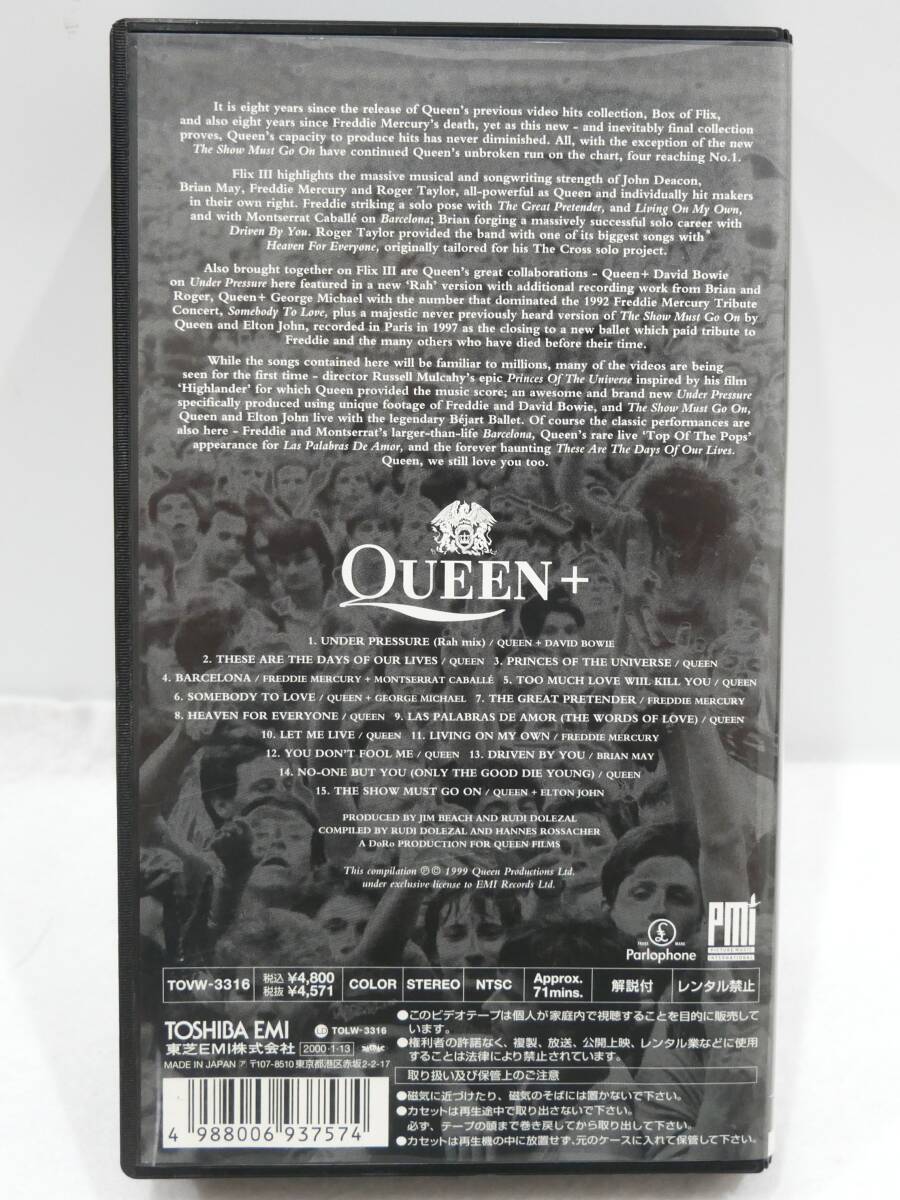 It is eight years since the release of Queen's previous video hits collection, Box of Flix,
and also eight years since Freddie Mercury's death, yet as this new - and inevitably final collection
proves, Queen's capacity to produce hits has never diminished. All, with the exception of the new
The Show Must Go On have continued Queen's unbroken run on the chart, four reaching No.1.
Flix III highlights the massive musical and songwriting strength of John Deacon,
Brian May, Freddie Mercury and Roger Taylor, all-powerful as Queen and individually hit makers
in their own right. Freddie striking a solo pose with The Great Pretender, and Living On My Own,
and with Montserrat Caballé on Barcelona; Brian forging a massively successful solo career with
Driven By You. Roger Taylor provided the band with one of its biggest songs with
Heaven For Everyone, originally tailored for his The Cross solo project.
Also brought together on Flix III are Queen's great collaborations - Queen+ David Bowie
on Under Pressure here featured in a new 'Rah' version with additional recording work from Brian and
Roger, Queen+ George Michael with the number that dominated the 1992 Freddie Mercury Tribute
Concert, Somebody To Love, plus a majestic never previously heard version of The Show Must Go On by
Queen and Elton John, recorded in Paris in 1997 as the closing to a new ballet which paid tribute to
Freddie and the many others who have died before their time.
While the songs contained here will be familiar to millions, many of the videos are being
seen for the first time - director Russell Mulcahy's epic Princes Of The Universe inspired by his film
'Highlander' for which Queen provided the music score; an awesome and brand new Under Pressure
specifically produced using unique footage of Freddie and David Bowie, and The Show Must Go On,
Queen and Elton John live with the legendary Béjart Ballet. Of course the classic performances are
also here - Freddie and Montserrat's larger-than-life Barcelona, Queen's rare live 'Top Of The Pops'
appearance for Las Palabras De Amor, and the forever haunting These Are The Days Of Our Lives.
Queen, we still love you too.
QUEEN +
1. UNDER PRESSURE (Rah mix) / QUEEN + DAVID BOWIE
2. THESE ARE THE DAYS OF OUR LIVES / QUEEN 3. PRINCES OF THE UNIVERSE / QUEEN
4. BARCELONA / FREDDIE MERCURY + MONTSERRAT CABALLÉ 5. TOO MUCH LOVE WIIL KILL YOU / QUEEN
6. SOMEBODY TO LOVE / QUEEN + GEORGE MICHAEL 7. THE GREAT PRETENDER / FREDDIE MERCURY
8. HEAVEN FOR EVERYONE / QUEEN 9. LAS PALABRAS DE AMOR (THE WORDS OF LOVE) / QUEEN
10. LET ME LIVE / QUEEN 11. LIVING ON MY OWN / FREDDIE MERCURY
12. YOU DON'T FOOL ME / QUEEN 13. DRIVEN BY YOU / BRIAN MAY
14. NO-ONE BUT YOU (ONLY THE GOOD DIE YOUNG) / QUEEN
15. THE SHOW MUST GO ON / QUEEN + ELTON JOHN
PRODUCED BY JIM BEACH AND RUDI DOLEZAL
COMPILED BY RUDI DOLEZAL AND HANNES ROSSACHER
A DoRo PRODUCTION FOR QUEEN FILMS
This compilation ℗© 1999 Queen Productions Ltd.
under exclusive license to EMI Records Ltd.
TRADE MARK
Parlophone
PMi
PICTURE MUSIC
INTERNATIONAL
TOVW-3316 税込 ¥4,800 税抜 ¥4,571 COLOR STEREO NTSC Approx. 71mins. 解説付 レンタル禁止
TOSHIBA EMI LD TOLW-3316
東芝EMI株式会社 2000・1・13
MADE IN JAPAN 〒107-8510 東京都港区赤坂2-2-17
4 988006 937574
●このビデオテープは個人が家庭内で視聴することを目的に販売して
います。
●権利者の許諾なく、複製、放送、公開上映、レンタル業などに使用
することは法律により禁止されています。
取り扱い及び保管上のご注意
●磁気に近づけたり、磁気のそばには置かないで下さい。
●カセットは再生途中で取り出さないで下さい。
必ず、テープの頭まで巻き戻してから取り出して下さい。
●カセットは再生機の中に放置せず、元のケースに入れて保管して下さい。